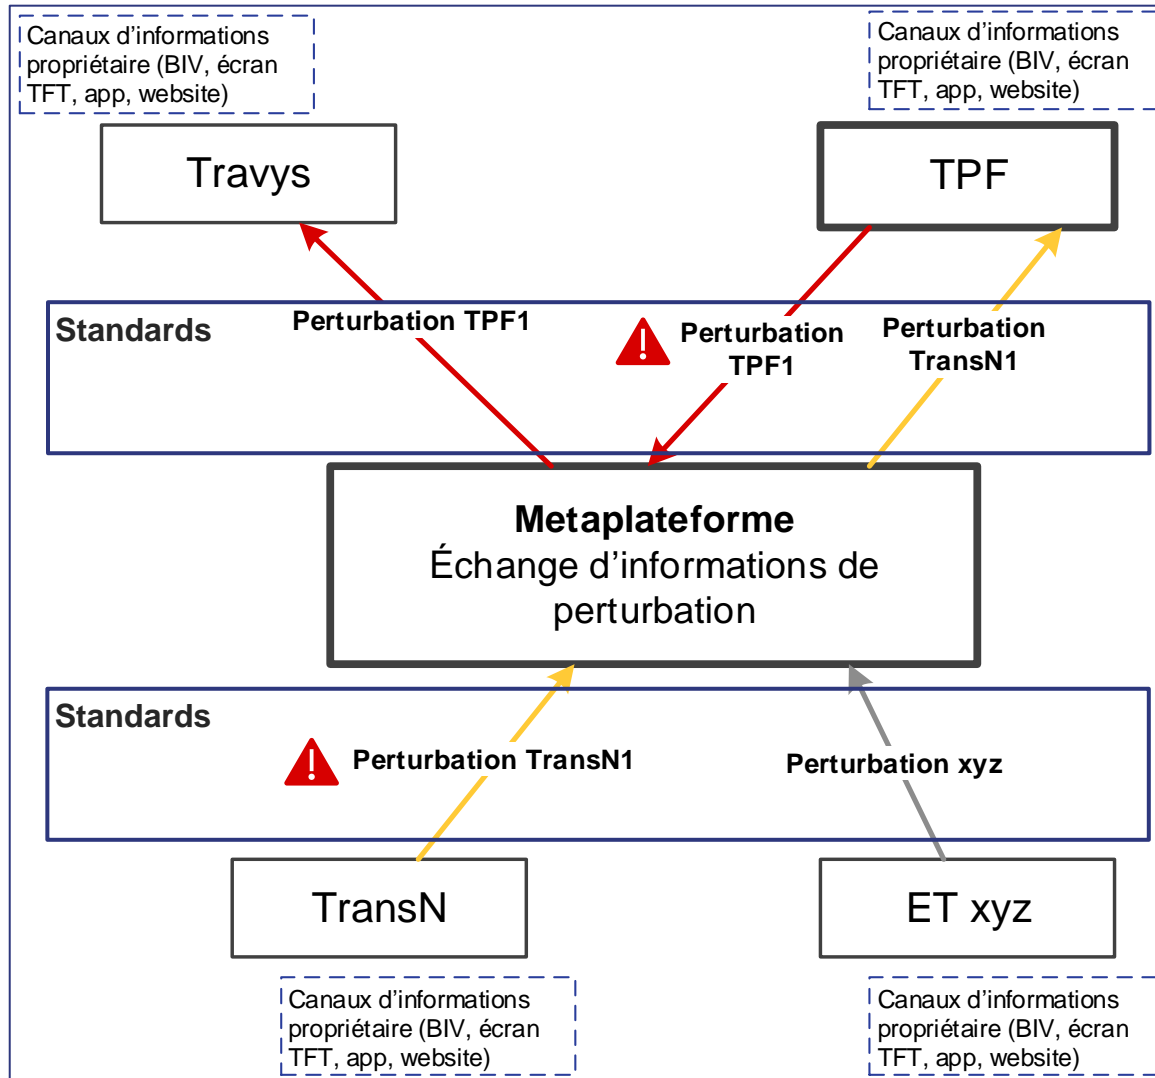 Canaux d’informations
propriétaire (BIV, écran
TFT, app, website)
Canaux d’informations
propriétaire (BIV, écran
TFT, app, website)
Travys
TPF
Standards
Perturbation TPF1
Perturbation
TPF1
Perturbation
TransN1
Metaplateforme
Échange d’informations de
perturbation
Standards
Perturbation TransN1
Perturbation xyz
TransN
ET xyz
Canaux d’informations
propriétaire (BIV, écran
TFT, app, website)
Canaux d’informations
propriétaire (BIV, écran
TFT, app, website)